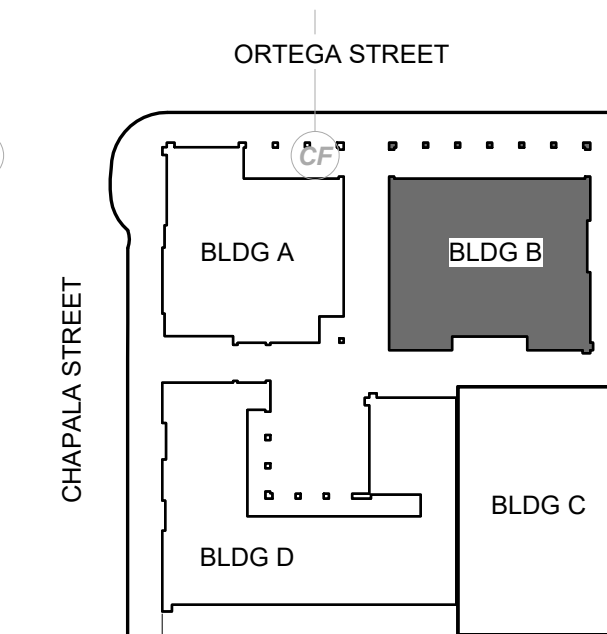 ORTEGA STREET
CF
BLDG A
BLDG B
CHAPALA STREET
BLDG C
BLDG D